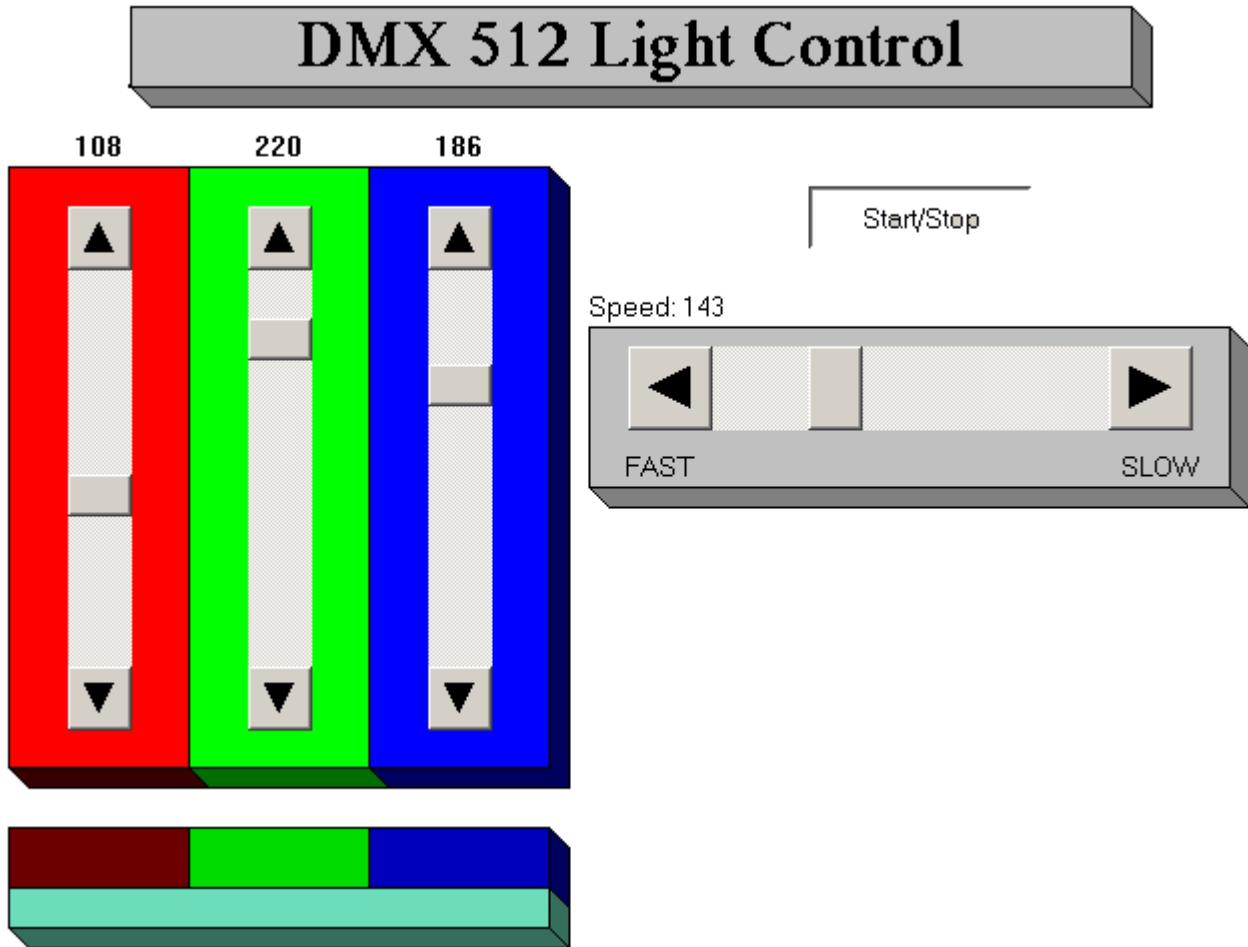 DMX 512 Light Control
108 220 186
Start/Stop
Speed: 143
FAST SLOW